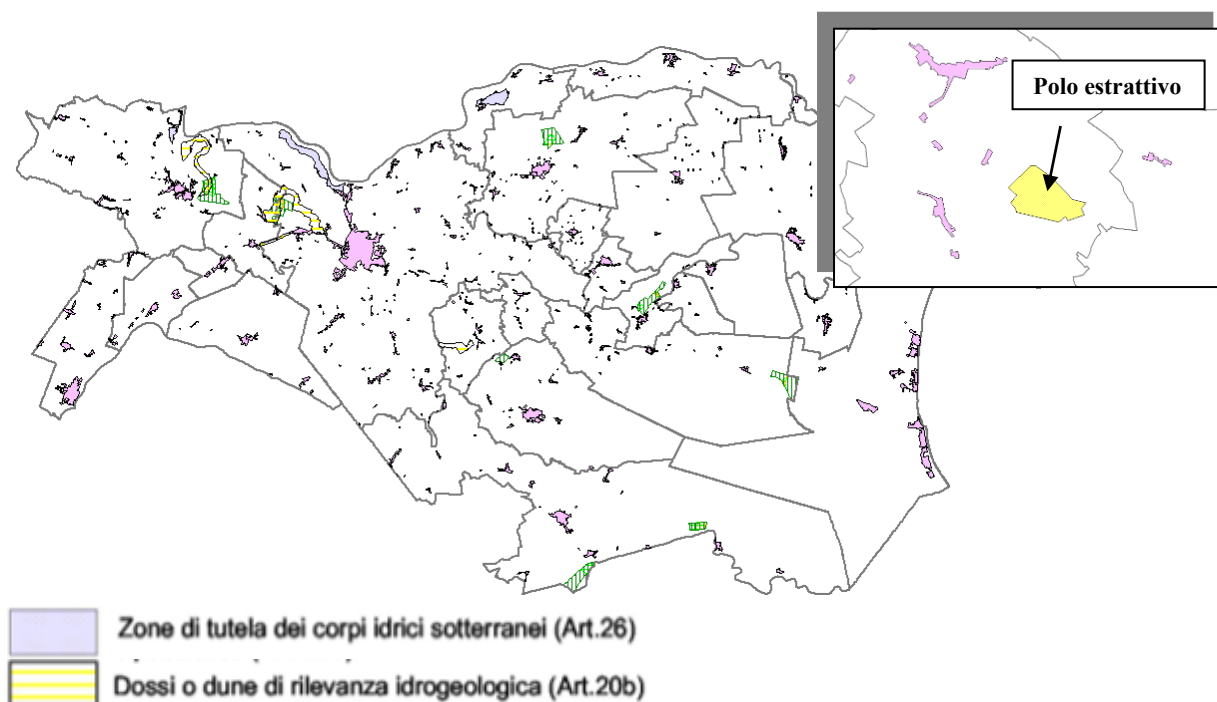 Polo estrattivo
Zone di tutela dei corpi idrici sotterranei (Art.26)
Dossi o dune di rilevanza idrogeologica (Art.20b)